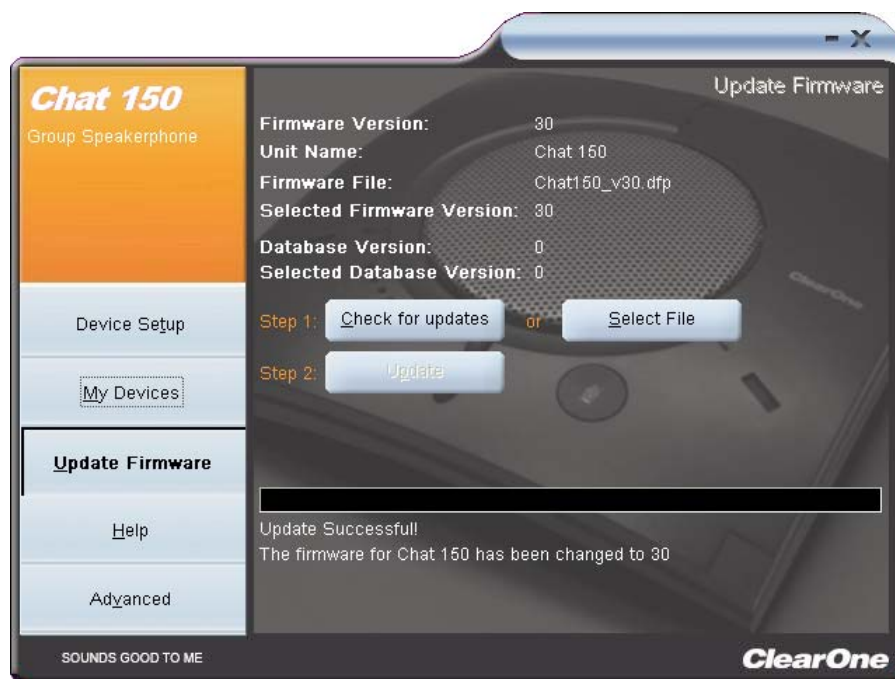 Chat 150
Group Speakerphone
Update Firmware
Firmware Version: 30
Unit Name: Chat 150
Firmware File: Chat150_v30.dfp
Selected Firmware Version: 30
Database Version: 0
Selected Database Version: 0
Step 1: Check for updates or Select File
Step 2: Update
Device Setup
My Devices
Update Firmware
Help
Advanced
Update Successful!
The firmware for Chat 150 has been changed to 30
ClearOne
SOUNDS GOOD TO ME
ClearOne